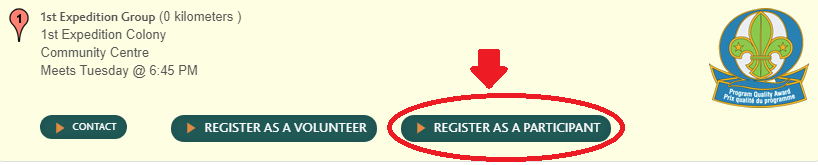 1
1st Expedition Group (0 kilometers )
1st Expedition Colony
Community Centre
Meets Tuesday @ 6:45 PM
Program Quality Award
Prix qualité du programme
CONTACT
REGISTER AS A VOLUNTEER
REGISTER AS A PARTICIPANT